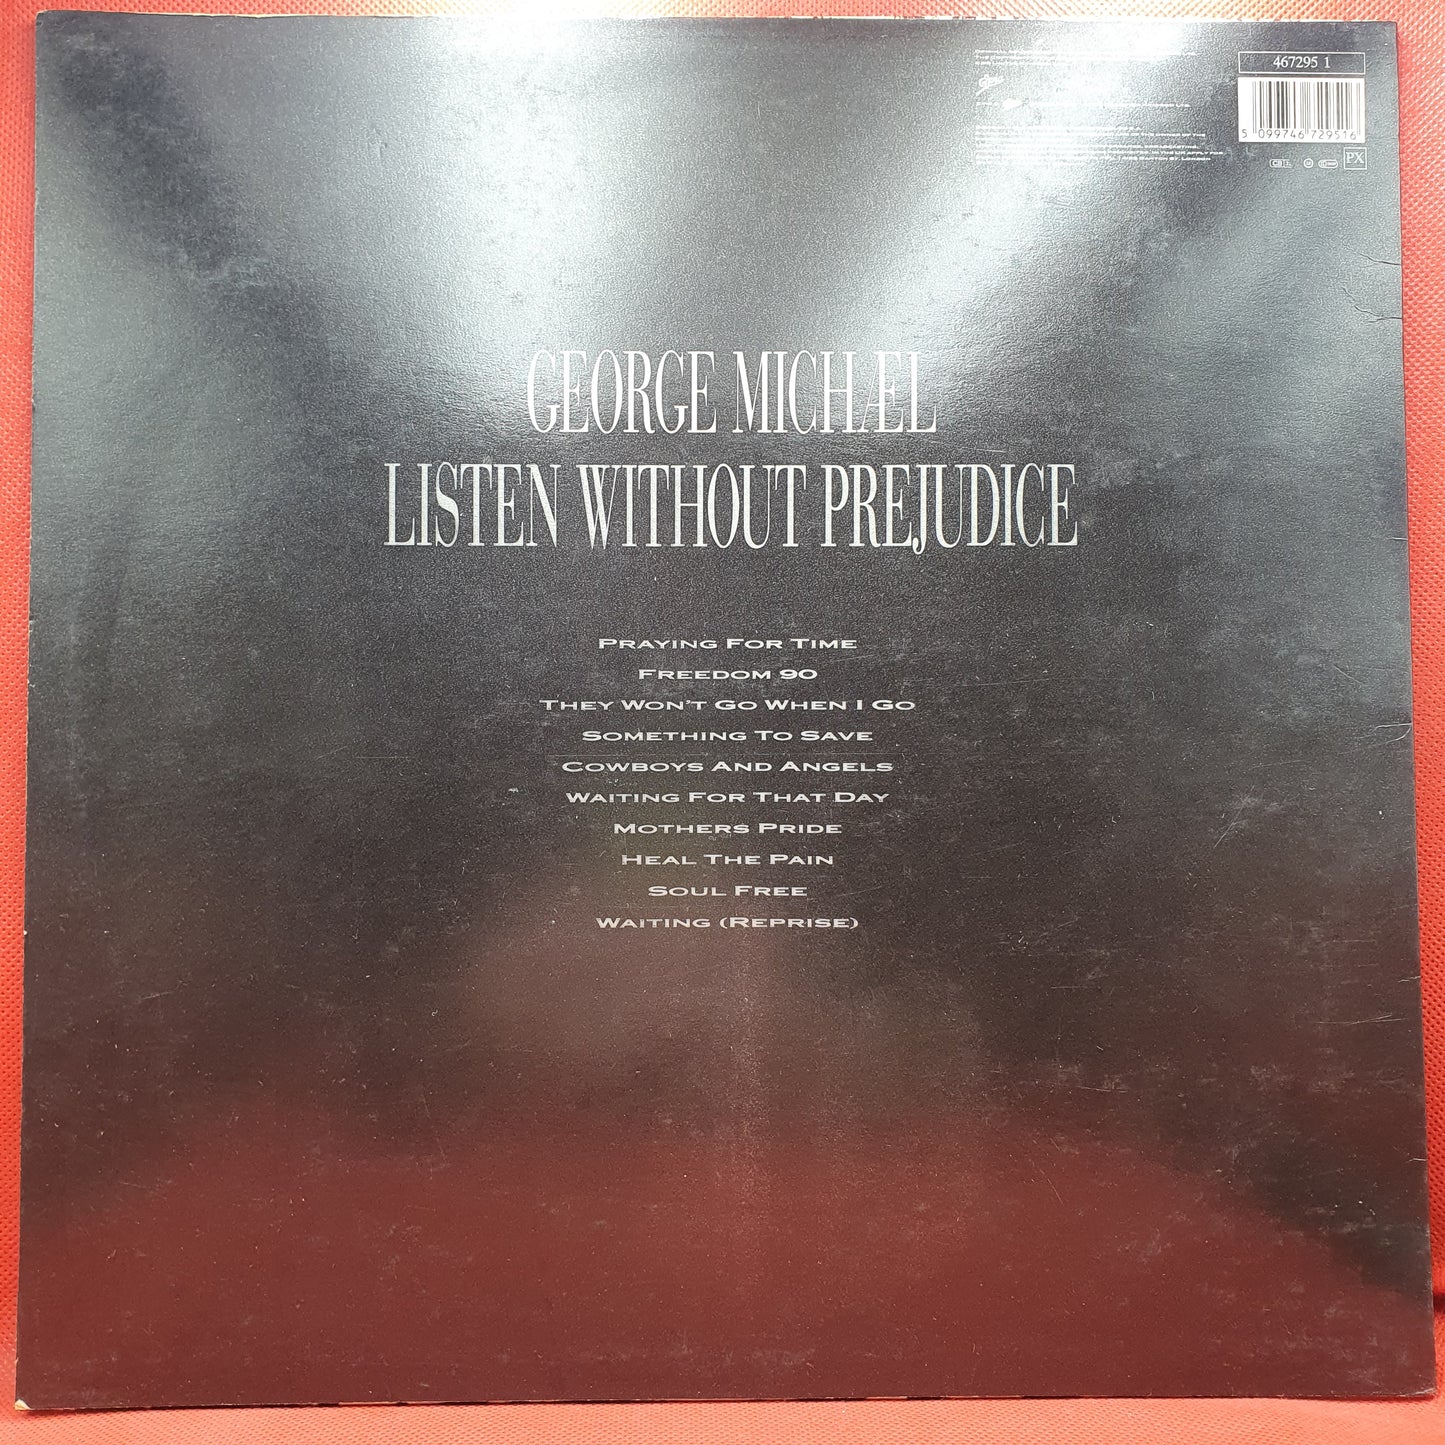 467295 1
5 099746 729516
PX
GEORGE MICHÆL
LISTEN WITHOUT PREJUDICE
PRAYING FOR TIME
FREEDOM 90
THEY WON'T GO WHEN I GO
SOMETHING TO SAVE
COWBOYS AND ANGELS
WAITING FOR THAT DAY
MOTHERS PRIDE
HEAL THE PAIN
SOUL FREE
WAITING (REPRISE)